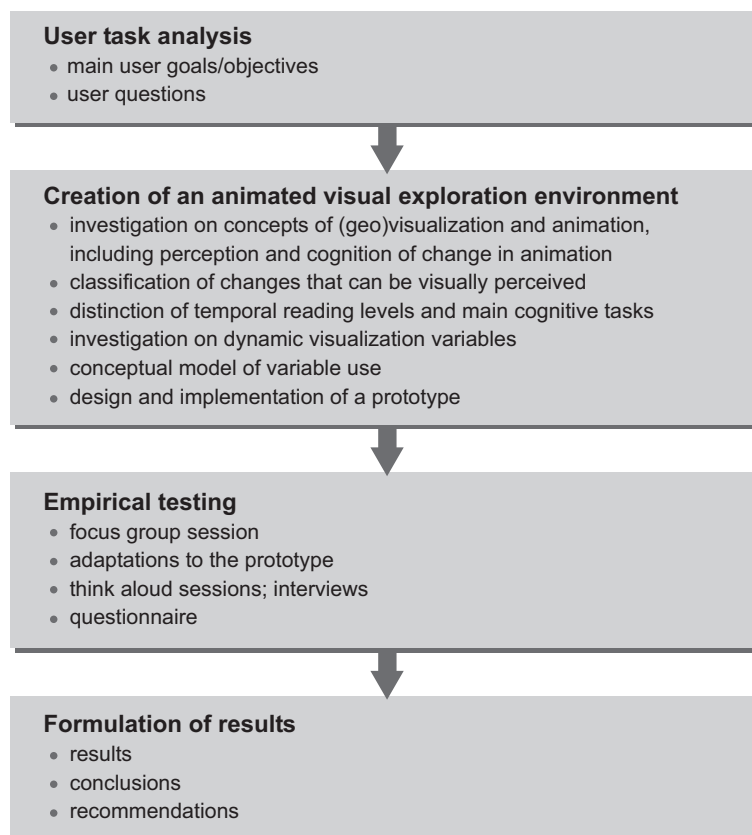 User task analysis
• main user goals/objectives
• user questions
Creation of an animated visual exploration environment
• investigation on concepts of (geo)visualization and animation,
including perception and cognition of change in animation
• classification of changes that can be visually perceived
• distinction of temporal reading levels and main cognitive tasks
• investigation on dynamic visualization variables
• conceptual model of variable use
• design and implementation of a prototype
Empirical testing
• focus group session
• adaptations to the prototype
• think aloud sessions; interviews
• questionnaire
Formulation of results
• results
• conclusions
• recommendations